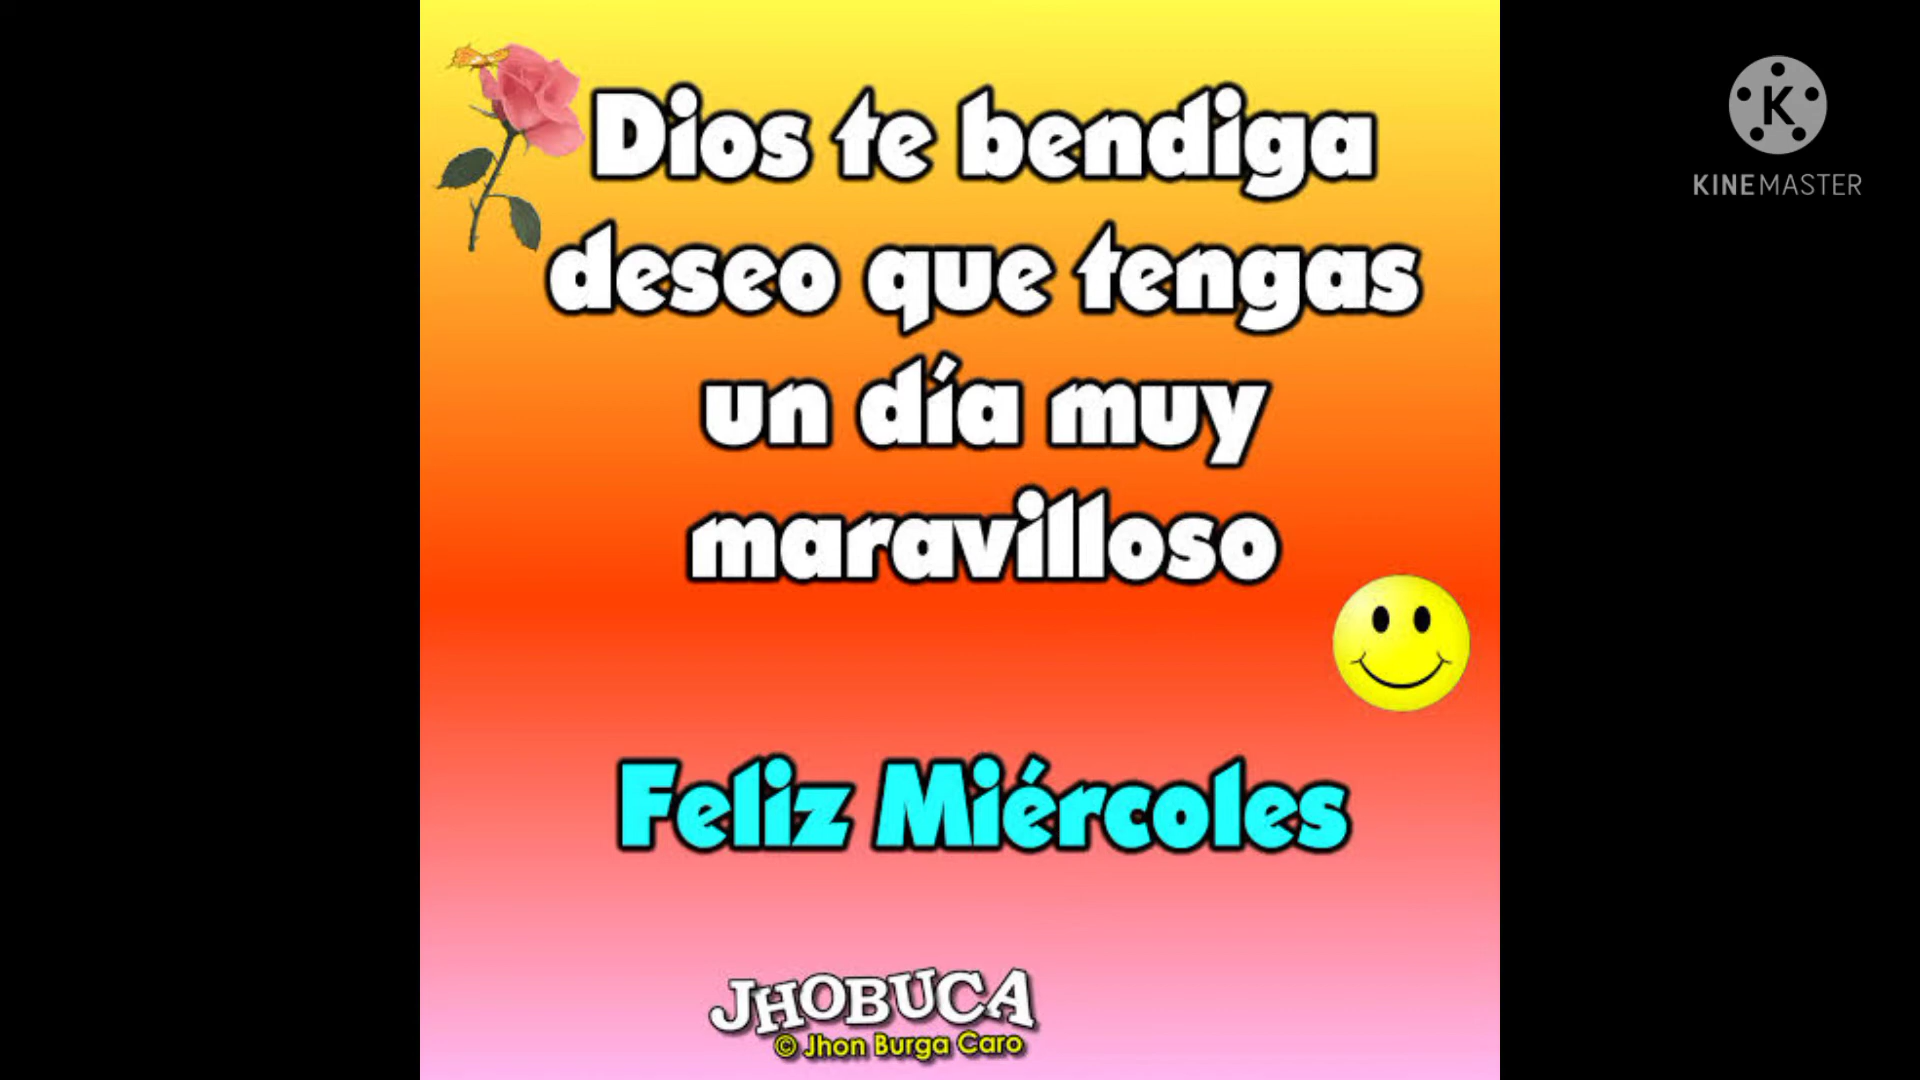 Dios te bendiga
deseo que tengas
un día muy
maravilloso
Feliz Miércoles
JHOBUCA
© Jhon Burga Caro
K
KINEMASTER